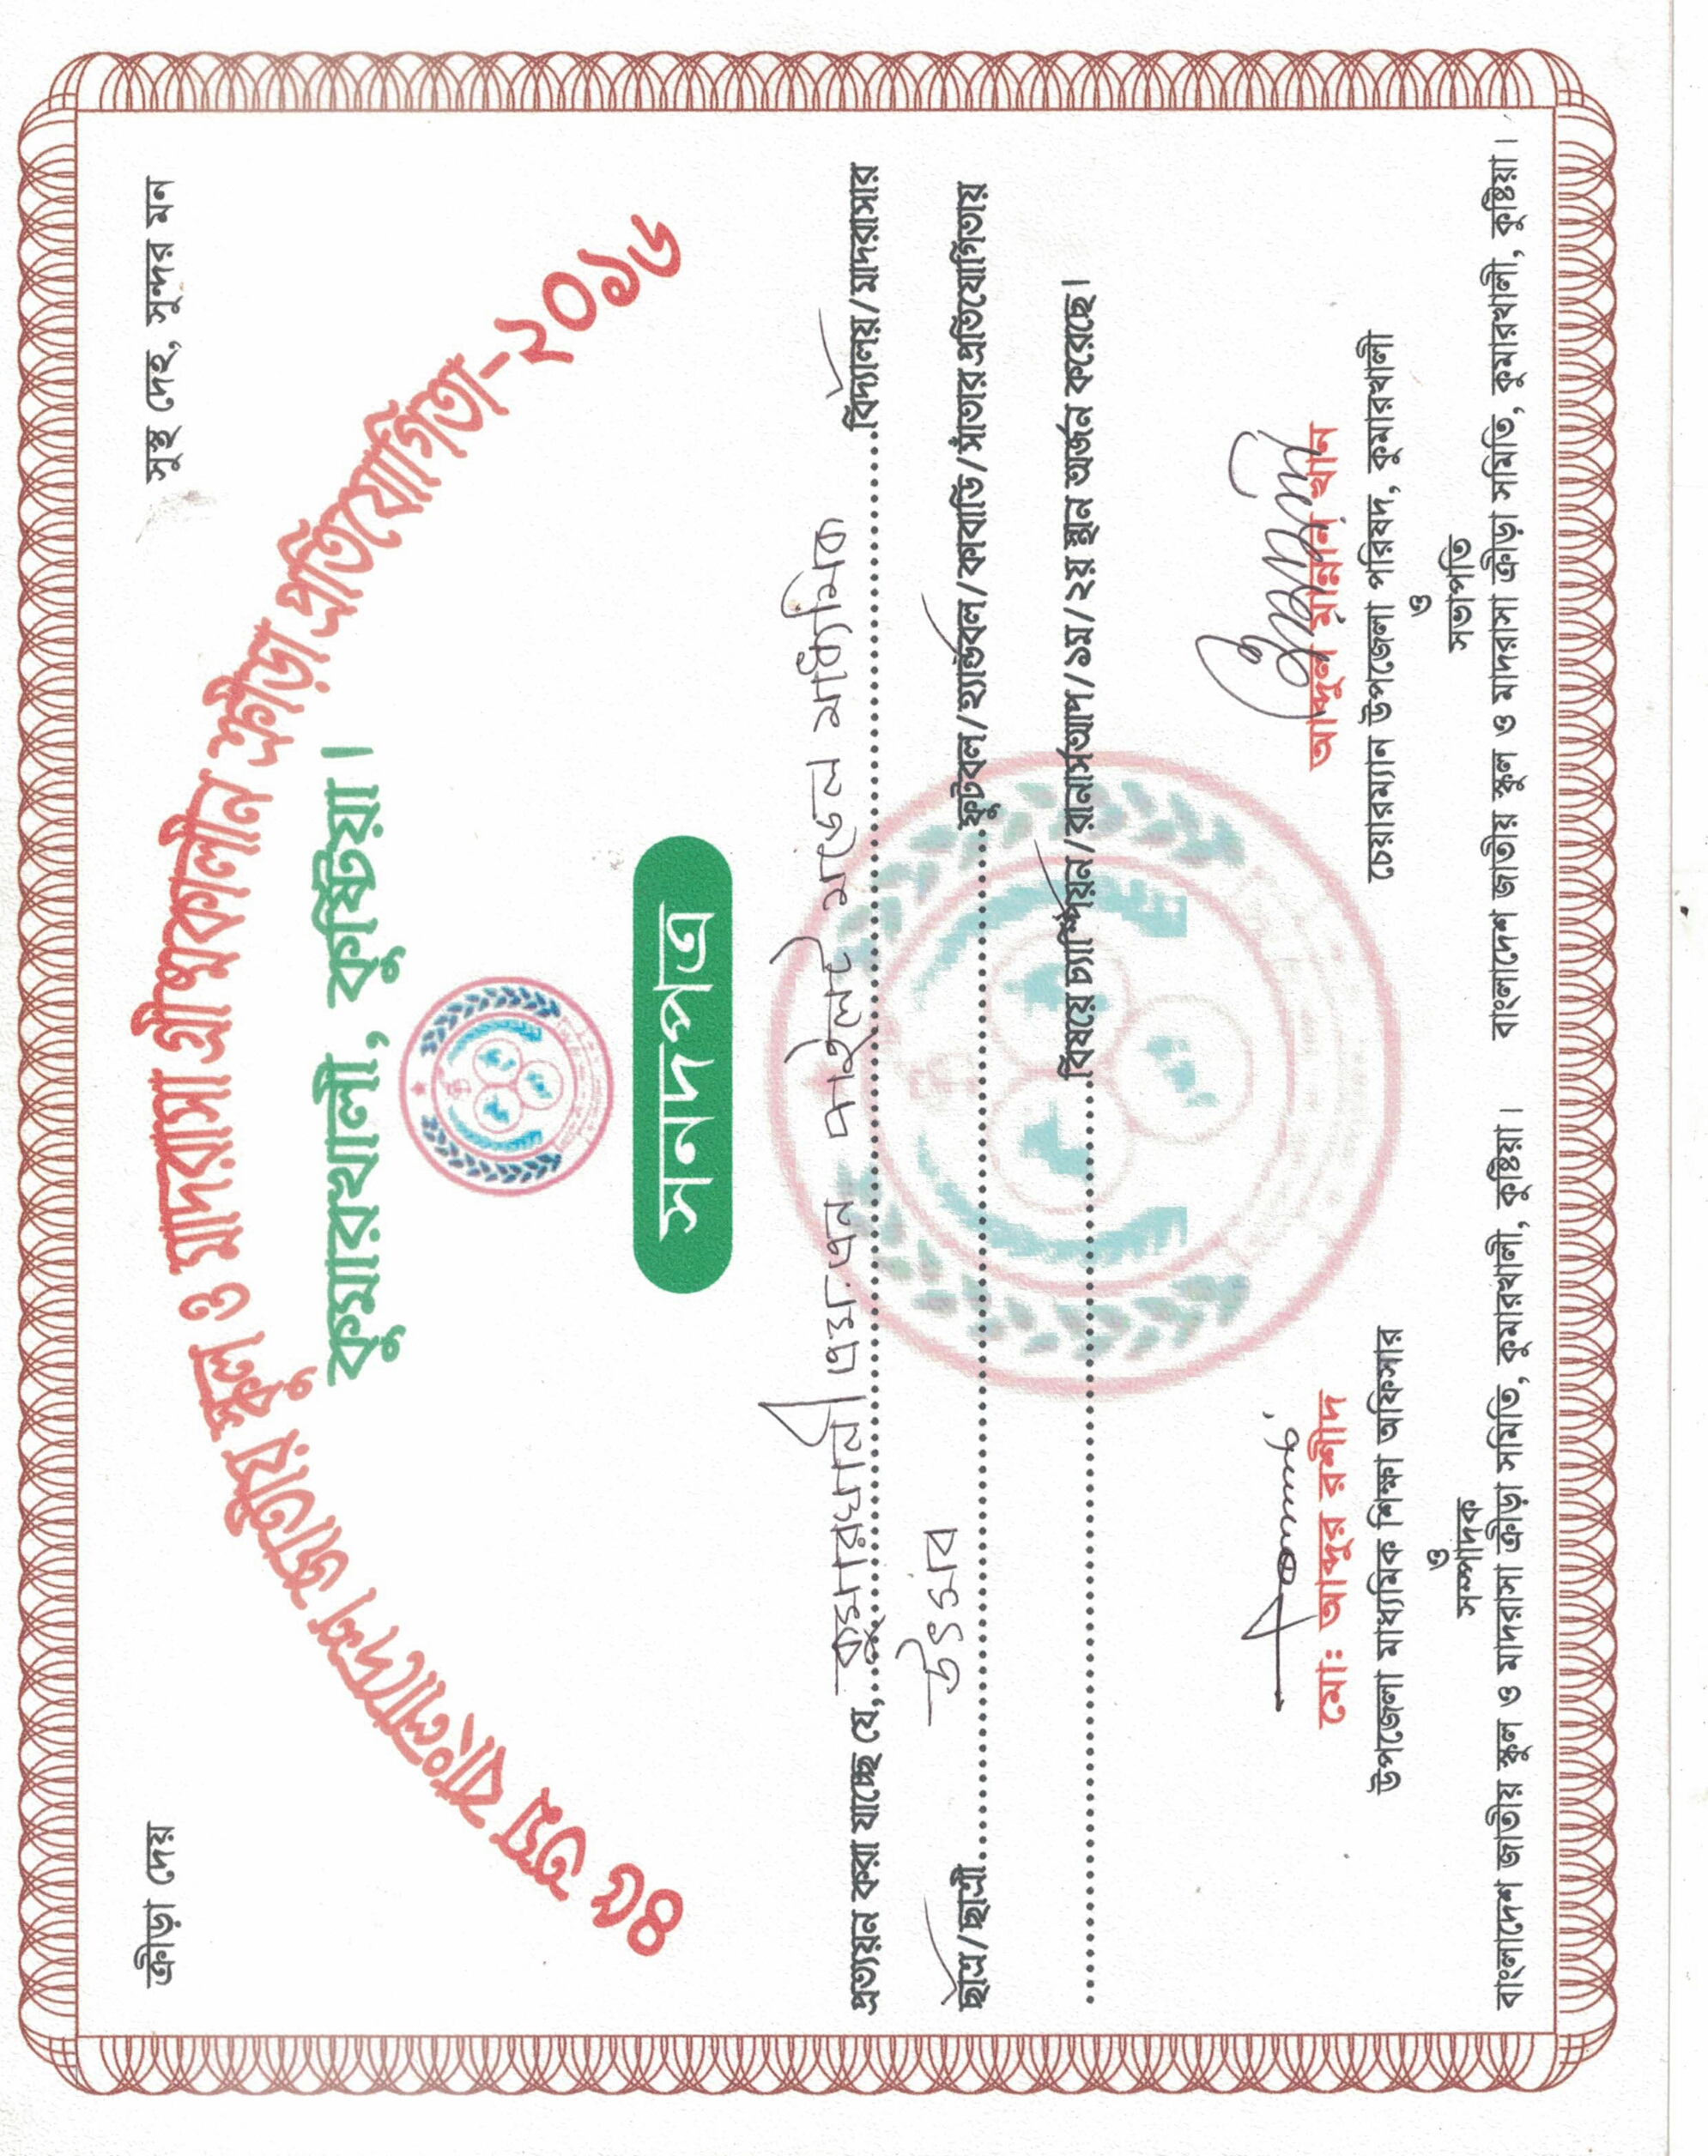 ক্রীড়া দেয়
সুস্থ দেহ, সুন্দর মন
৪৫ তম বাংলাদেশ জাতীয় স্কুল ও মাদরাসা গ্রীষ্মকালীন ক্রীড়া প্রতিযোগিতা-২০১৬
কুমারখালী, কুষ্টিয়া।
সনদপত্র
প্রত্যয়ন করা যাচ্ছে যে, কুমারখালী এম.এন পাইলট মডেল মাধ্যমিক বিদ্যালয়/মাদরাসার
ছাত্র/ছাত্রী উৎসব ফুটবল/হ্যান্ডবল/কাবাডি/সাঁতার প্রতিযোগিতায়
বিষয়ে চ্যাম্পিয়ন/রানার্সআপ/১ম/২য় স্থান অর্জন করেছে।
মো: আব্দুর রশীদ
উপজেলা মাধ্যমিক শিক্ষা অফিসার
ও
সম্পাদক
বাংলাদেশ জাতীয় স্কুল ও মাদরাসা ক্রীড়া সমিতি, কুমারখালী, কুষ্টিয়া।
আব্দুল মান্নান খান
চেয়ারম্যান উপজেলা পরিষদ, কুমারখালী
ও
সভাপতি
বাংলাদেশ জাতীয় স্কুল ও মাদরাসা ক্রীড়া সমিতি, কুমারখালী, কুষ্টিয়া।